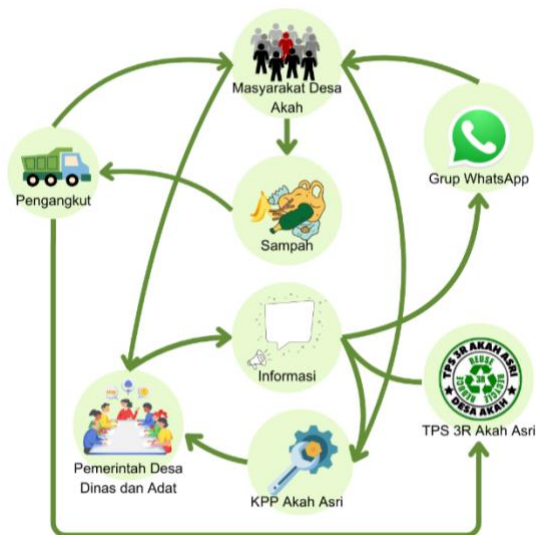 Masyarakat Desa
Akah
Grup WhatsApp
Pengangkut
Sampah
Informasi
TPS 3R AKAH ASRI
REUSE
REDUCE
3R
RECYCLE
DESA AKAH
TPS 3R Akah Asri
Pemerintah Desa
Dinas dan Adat
KPP Akah Asri